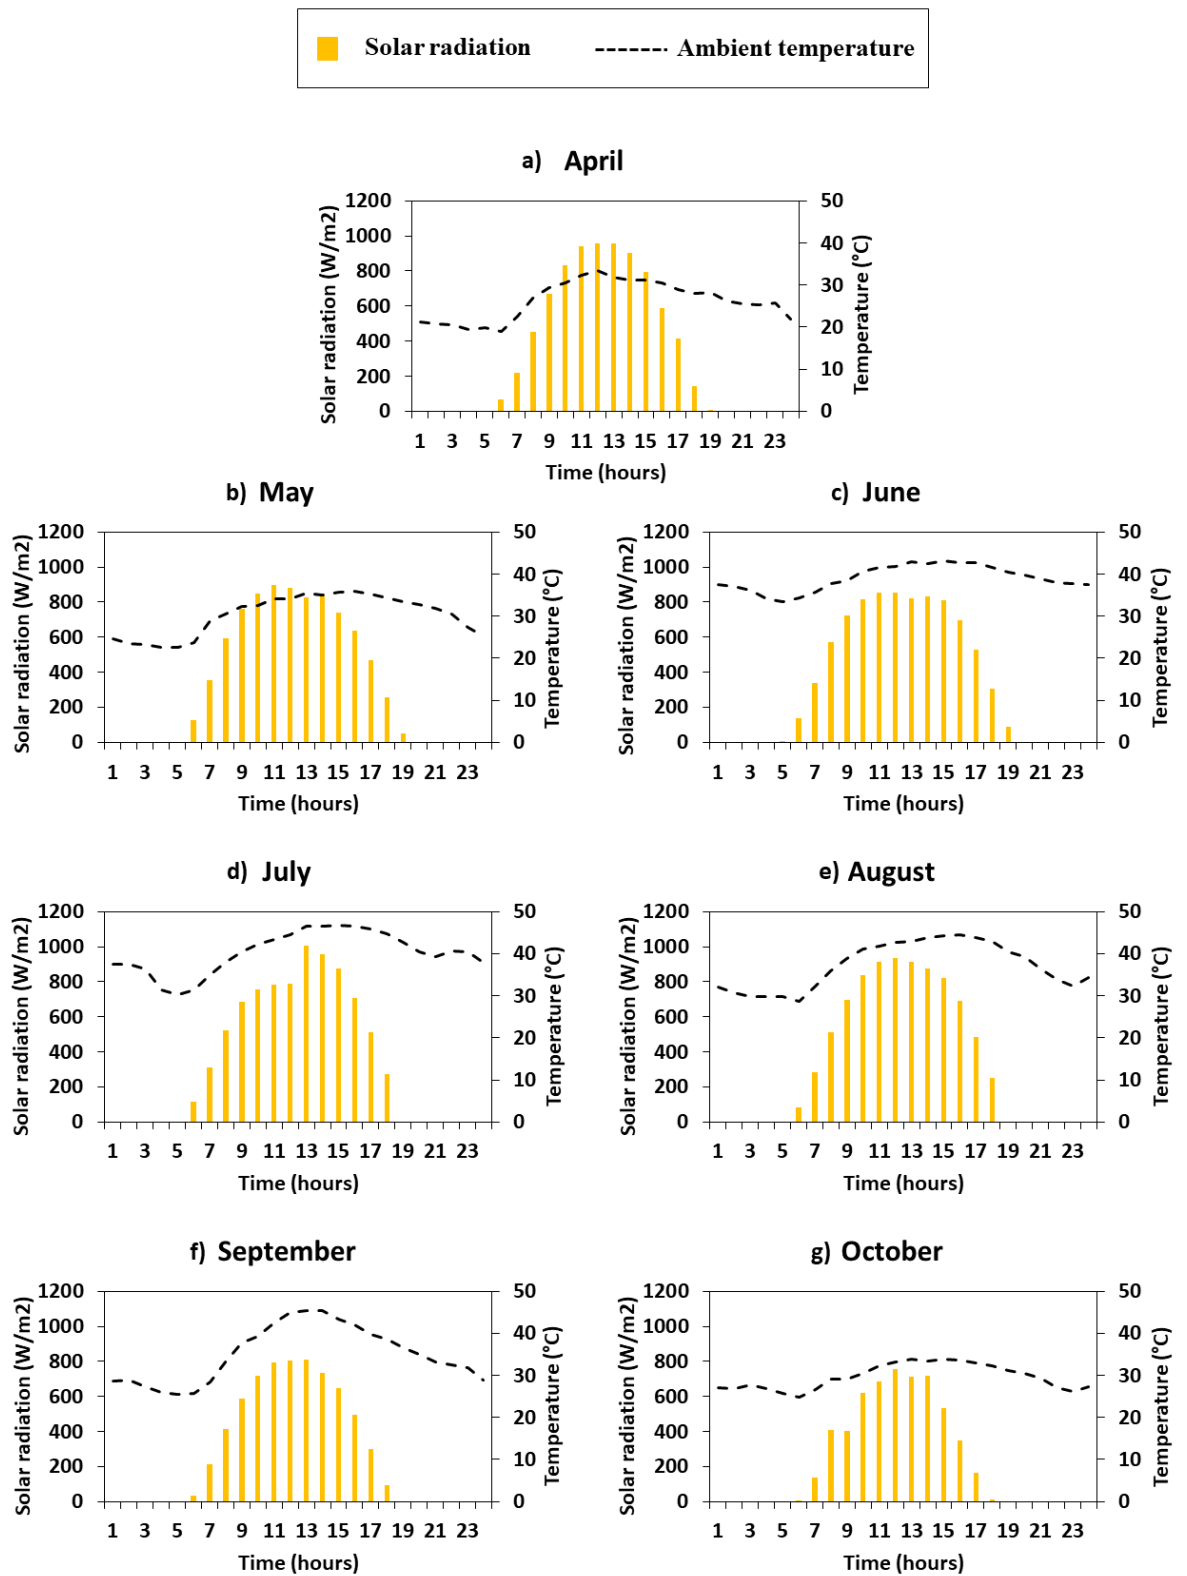 Solar radiation Ambient temperature
a) April
1200 50
1000 40
800 30
600 20
400 10
200 0
0
1 3 5 7 9 11 13 15 17 19 21 23
Solar radiation (W/m2)
Temperature (°C)
Time (hours)
b) May
1200 50
1000 40
800 30
600 20
400 10
200 0
0
1 3 5 7 9 11 13 15 17 19 21 23
Solar radiation (W/m2)
Temperature (°C)
Time (hours)
c) June
1200 50
1000 40
800 30
600 20
400 10
200 0
0
1 3 5 7 9 11 13 15 17 19 21 23
Solar radiation (W/m2)
Temperature (°C)
Time (hours)
d) July
1200 50
1000 40
800 30
600 20
400 10
200 0
0
1 3 5 7 9 11 13 15 17 19 21 23
Solar radiation (W/m2)
Temperature (°C)
Time (hours)
e) August
1200 50
1000 40
800 30
600 20
400 10
200 0
0
1 3 5 7 9 11 13 15 17 19 21 23
Solar radiation (W/m2)
Temperature (°C)
Time (hours)
f) September
1200 50
1000 40
800 30
600 20
400 10
200 0
0
1 3 5 7 9 11 13 15 17 19 21 23
Solar radiation (W/m2)
Temperature (°C)
Time (hours)
g) October
1200 50
1000 40
800 30
600 20
400 10
200 0
0
1 3 5 7 9 11 13 15 17 19 21 23
Solar radiation (W/m2)
Temperature (°C)
Time (hours)